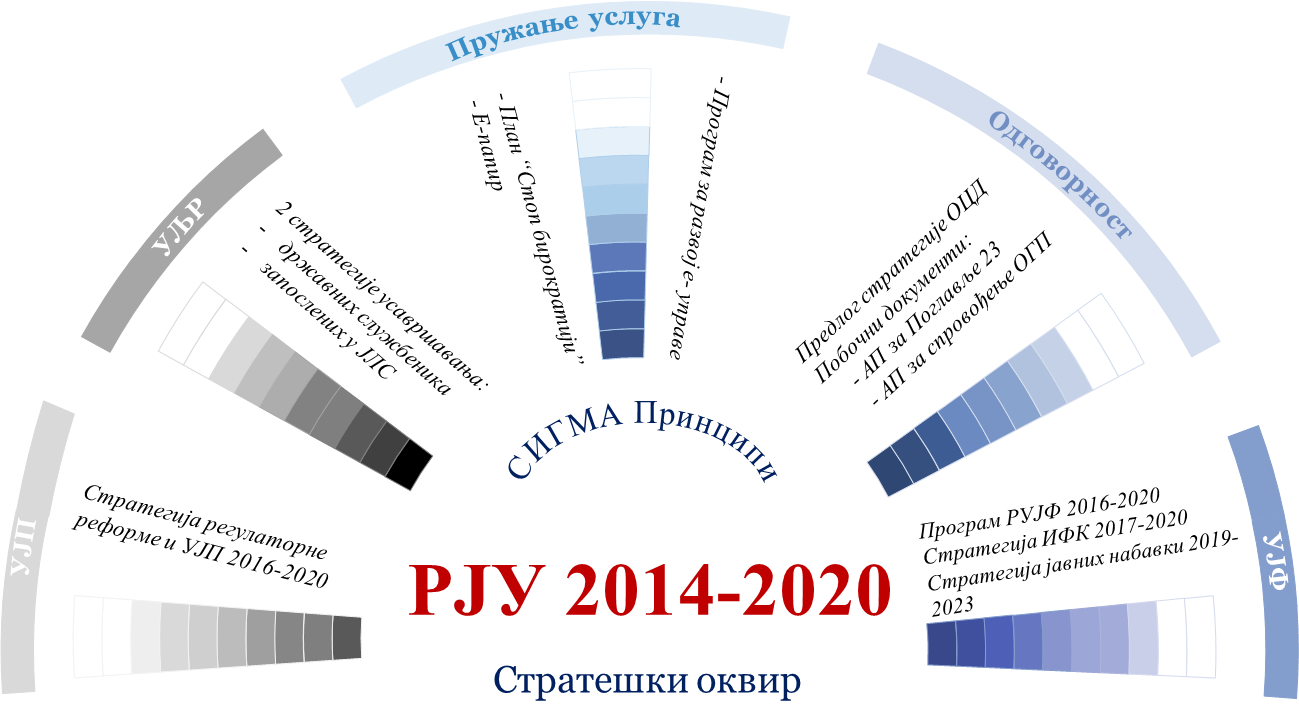 Пружање услуга
Одговорност
УЉР
УЈП
УЈФ
- План “Стоп бирократији”
- Е-папир
- Програм за развој е- управе
2 стратегије усавршавања:
- државних службеника
- запослених у ЈЛС
Предлог стратегије ОЦД
Побочни документи:
- АП за Поглавље 23
- АП за спровођење ОГП
Стратегија регулаторне
реформе и УЈП 2016-2020
СИГМА Принципи
Програм РУЈФ 2016-2020
Стратегија ИФК 2017-2020
Стратегија јавних набавки 2019-
2023
РЈУ 2014-2020
Стратешки оквир